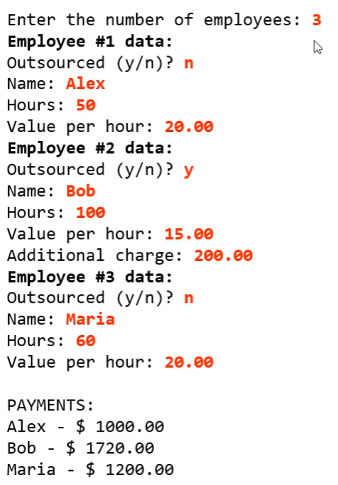 Enter the number of employees: 3
Employee #1 data:
Outsourced (y/n)? n
Name: Alex
Hours: 50
Value per hour: 20.00
Employee #2 data:
Outsourced (y/n)? y
Name: Bob
Hours: 100
Value per hour: 15.00
Additional charge: 200.00
Employee #3 data:
Outsourced (y/n)? n
Name: Maria
Hours: 60
Value per hour: 20.00

PAYMENTS:
Alex - $ 1000.00
Bob - $ 1720.00
Maria - $ 1200.00